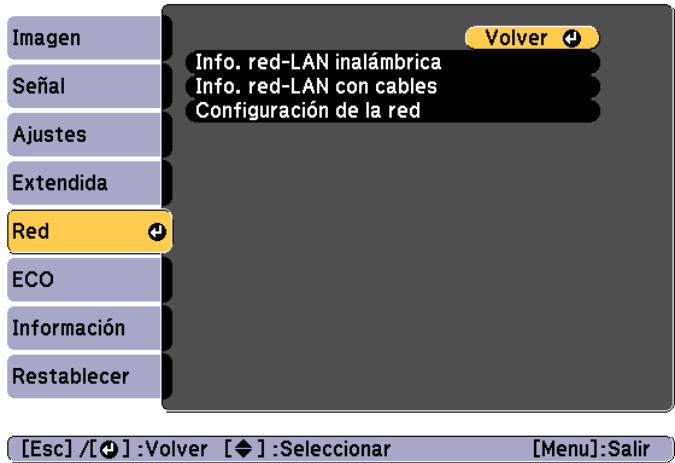 Imagen
Señal
Ajustes
Extendida
Red
ECO
Información
Restablecer
Volver
Info. red-LAN inalámbrica
Info. red-LAN con cables
Configuración de la red
[Esc] /[⏎] :Volver [◆] :Seleccionar [Menu]:Salir